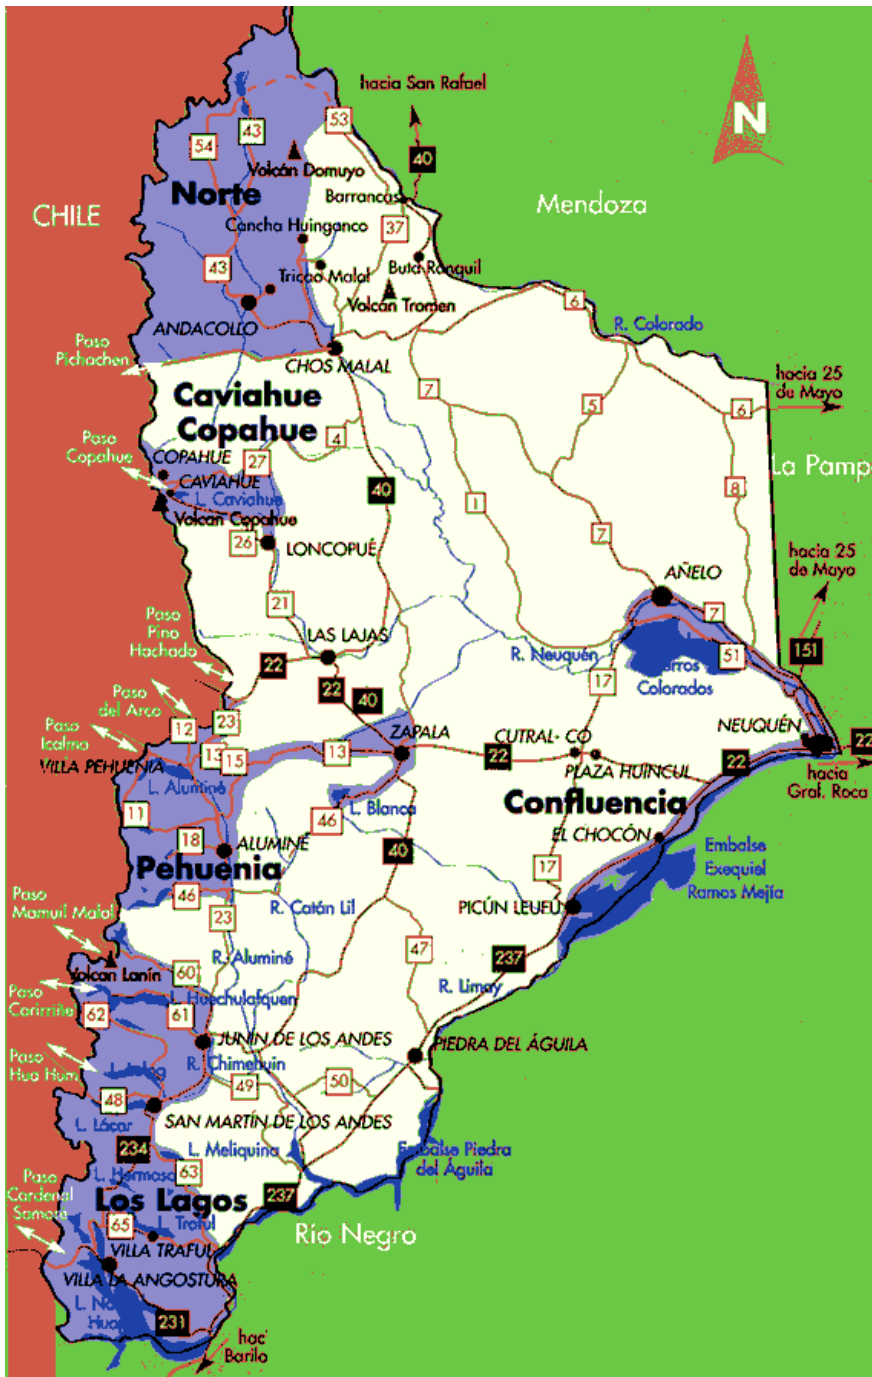 hacia San Rafael
N
53
43
54
40
Volcán Domuyo
Norte
Barrancas
Mendoza
CHILE
Cancha Huinganco
37
43
Buta Ranquil
Tricao Malal
Volcán Tromen
6
ANDACOLLO
R. Colorado
Paso
Pichachen
CHOS MALAL
hacia 25
de Mayo
Caviahue
Copahue
7
5
6
Paso
Copahue
4
COPAHUE
27
La Pampa
CAVIAHUE
L. Caviahue
40
8
1
Volcan Copahue
26
LONCOPUÉ
7
hacia 25
de Mayo
AÑELO
21
7
Paso
Pino
Hachado
LAS LAJAS
151
R. Neuquén
51
22
Colorados
17
22
40
Paso
del Arco
23
12
Paso
Icalma
ZAPALA
CUTRAL-CO
NEUQUÉN
13
13
15
22
22
22
VILLA PEHUENIA
PLAZA HUINCUL
hacia
Gral. Roca
L. Aluminé
L. Blanca
Confluencia
11
46
18
ALUMINÉ
EL CHOCÓN
Embalse
Exequiel
Ramos Mejía
40
Pehuenia
17
46
Paso
Mamuil Malal
R. Catán Lil
PICÚN LEUFÚ
23
47
R. Aluminé
237
60
Volcan Lanín
R. Limay
L. Huechulafquen
Paso
Carirriñe
62
61
JUNIN DE LOS ANDES
PIEDRA DEL ÁGUILA
Paso
Hua Hum
R. Chimehuin
49
50
48
SAN MARTÍN DE LOS ANDES
L. Lácar
234
L. Meliquina
Embalse Piedra
del Águila
63
L. Hermoso
Paso
Cardenal
Samoré
237
Los Lagos
65
L. Traful
Río Negro
VILLA TRAFUL
VILLA LA ANGOSTURA
231